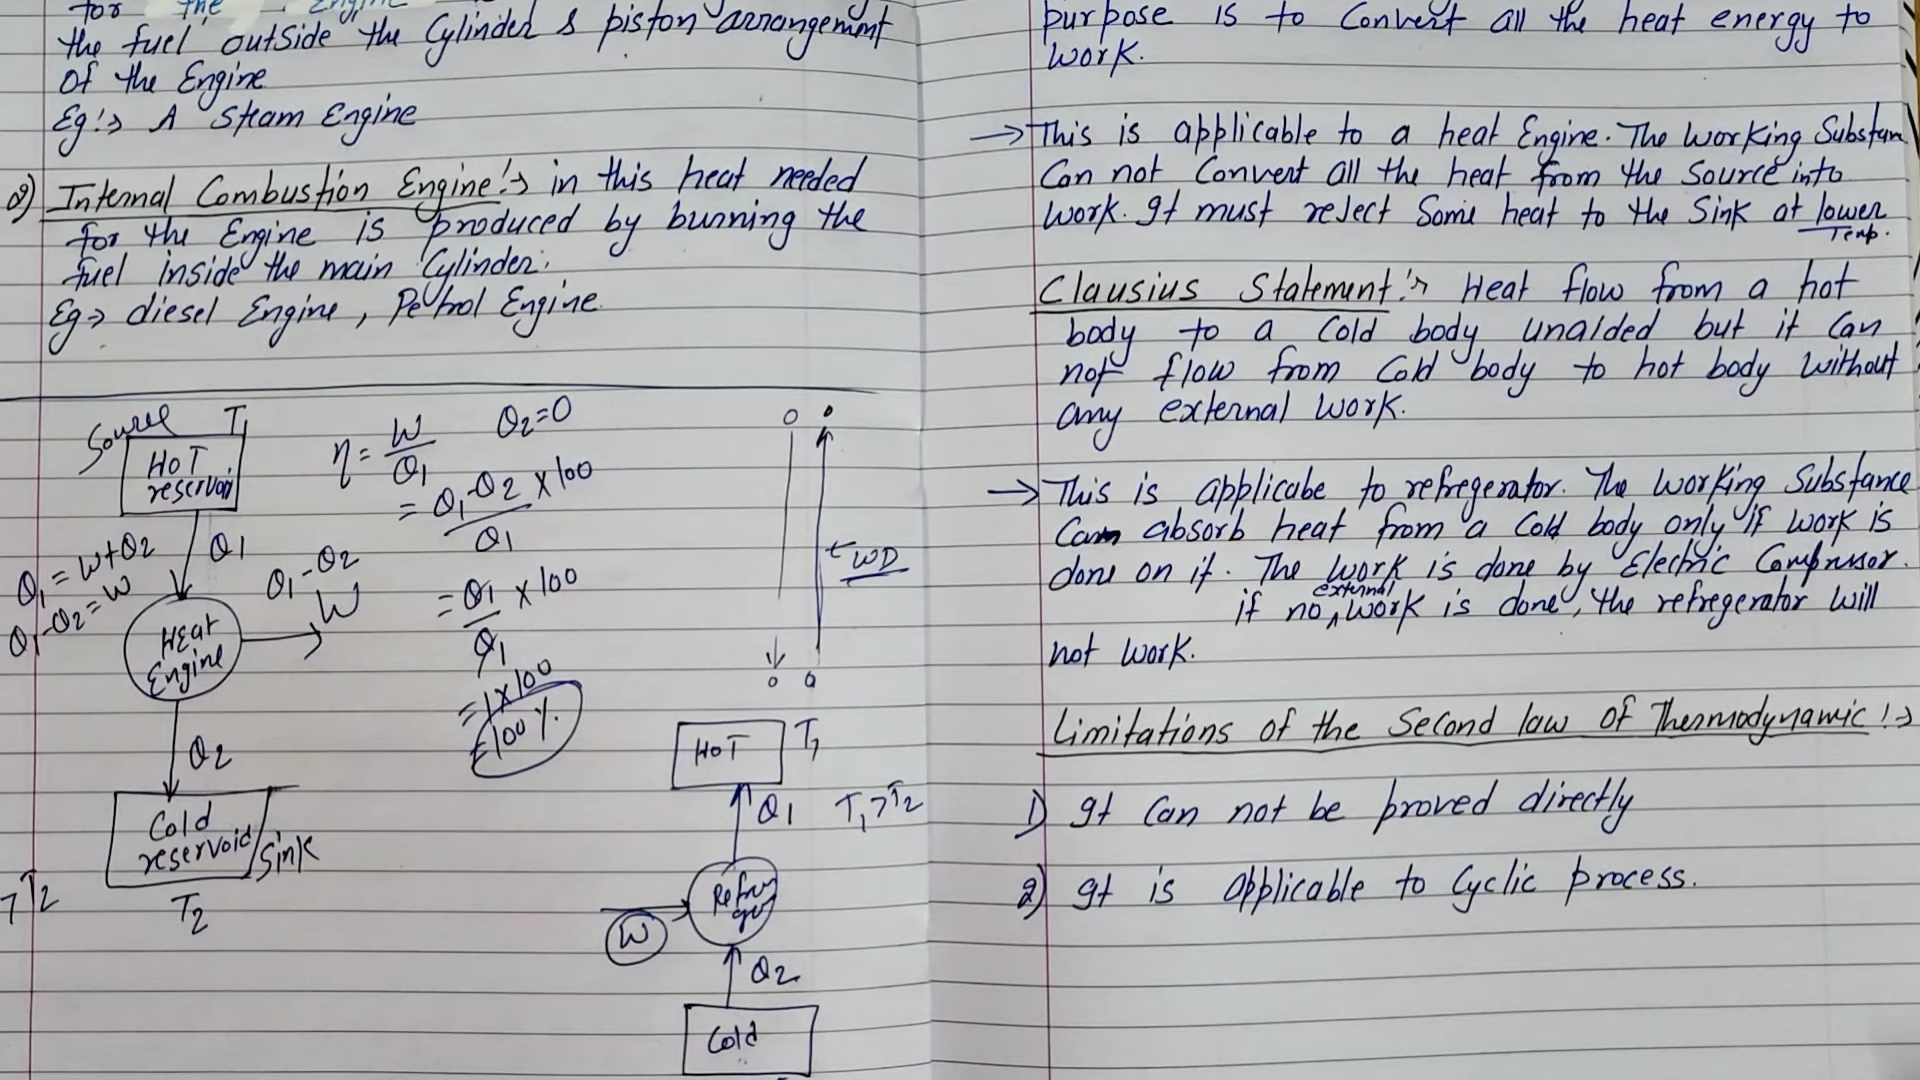 for the Engine
the fuel outside the Cylinder & piston arrangement
of the Engine
Eg:→ A Steam Engine
2) Internal Combustion Engine:→ in this heat needed
for the Engine is produced by burning the
fuel inside the main Cylinder.
Eg→ diesel Engine, Petrol Engine.
Source T1
HOT
reservoir
Q1 = W+Q2
Q1-Q2 = W
Q1
Q1-Q2
W
HEat
Engine
Q2
Cold
reservoid
Sink
T2
7T2
η = W/Q1
Q2=0
= Q1-Q2/Q1 × 100
= Q1/Q1 × 100
= 1×100
=100%.
WD
HOT T1
Q1 T1>T2
W
Q2
Cold
purpose is to Convert all the heat energy to
work.
→ This is applicable to a heat Engine. The working Substan
Can not Convert all the heat from the Source into
work. It must reject Some heat to the Sink at lower
Temp.
Clausius Statement:→ Heat flow from a hot
body to a Cold body unalded but it Can
not flow from Cold body to hot body without
any external work.
→ This is applicabe to refregerator. The working Substance
Can absorb heat from a Cold body only if work is
done on it. The work is done by Electric Compressor.
if no external work is done, the refregerator will
not work.
Limitations of the Second law of Thermodynamic:→
1) It Can not be proved directly
2) It is applicable to Cyclic process.